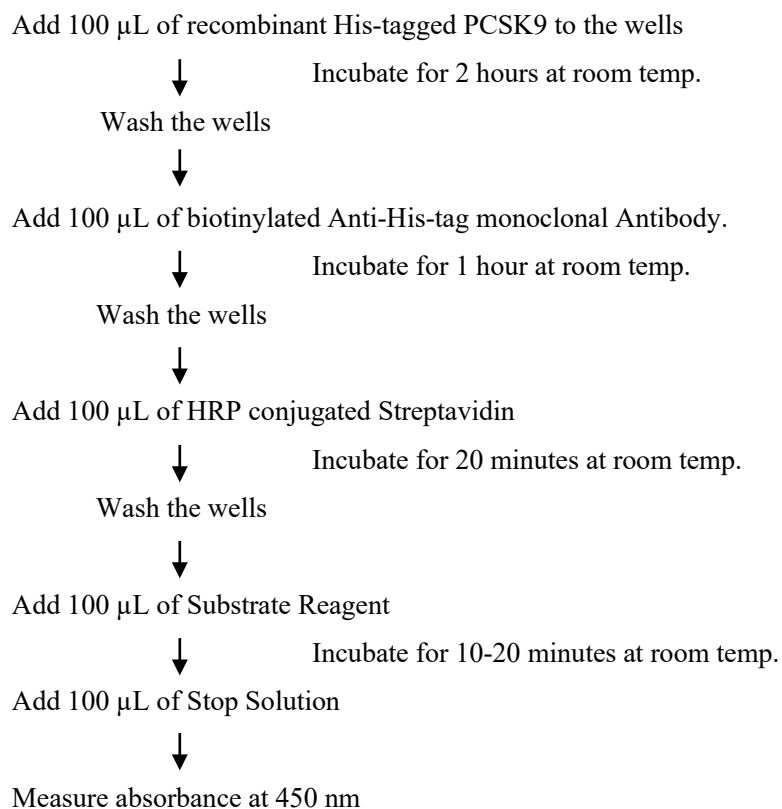 Add 100 µL of recombinant His-tagged PCSK9 to the wells
Incubate for 2 hours at room temp.
Wash the wells
Add 100 µL of biotinylated Anti-His-tag monoclonal Antibody.
Incubate for 1 hour at room temp.
Wash the wells
Add 100 µL of HRP conjugated Streptavidin
Incubate for 20 minutes at room temp.
Wash the wells
Add 100 µL of Substrate Reagent
Incubate for 10-20 minutes at room temp.
Add 100 µL of Stop Solution
Measure absorbance at 450 nm